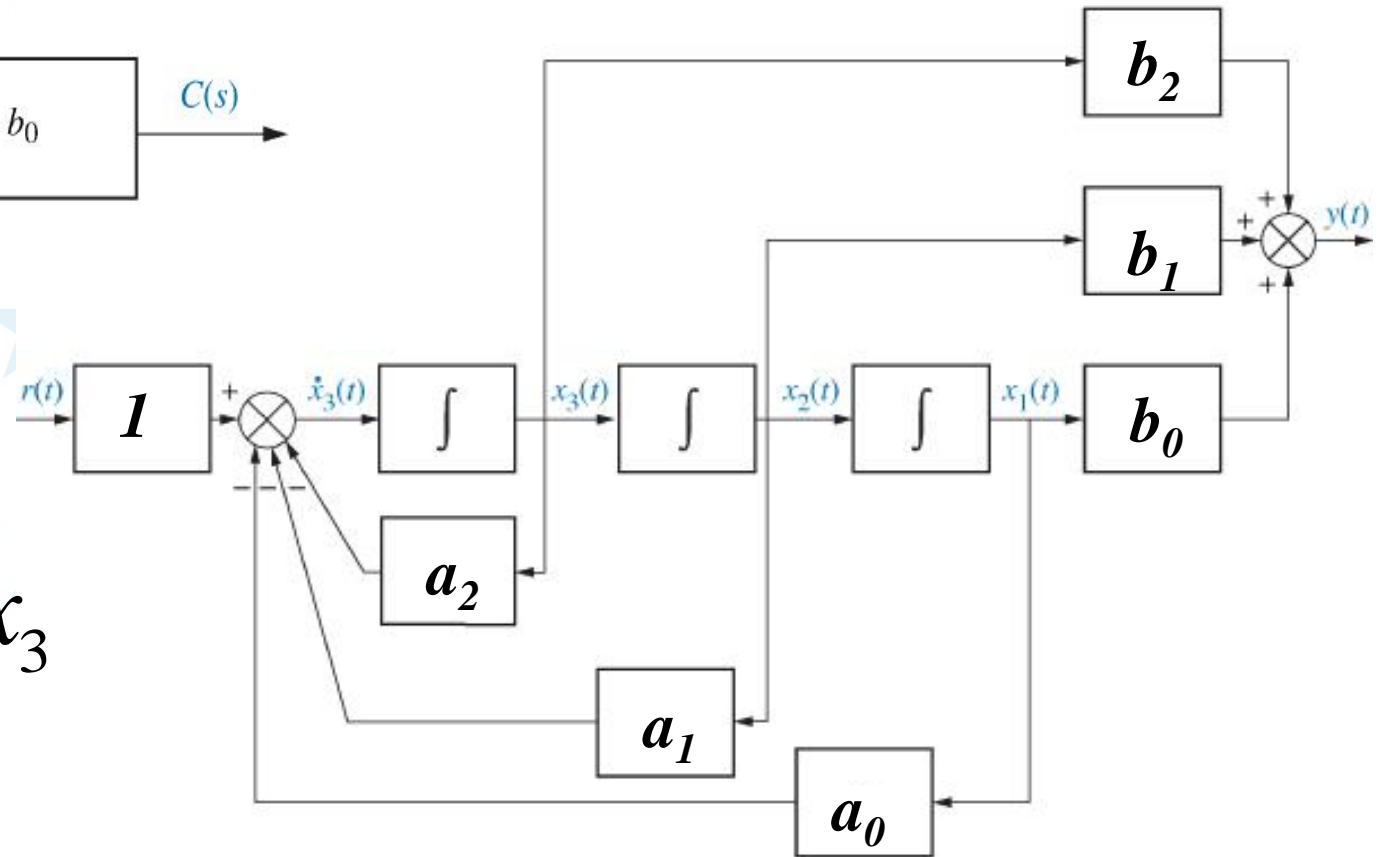 b₂
C(s)
b₀
y(t)
+
+
b₁
+
r(t)
1
+
ẋ₃(t)
∫
x₃(t)
∫
x₂(t)
∫
x₁(t)
b₀
− − −
a₂
x₃
a₁
a₀